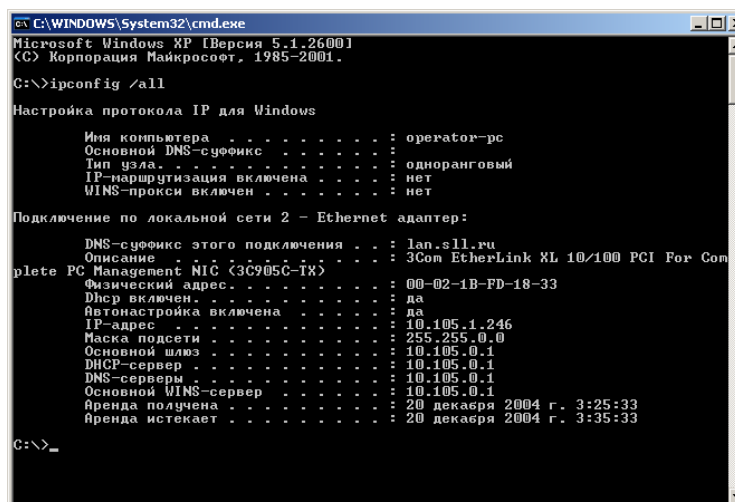 C:\WINDOWS\System32\cmd.exe
Microsoft Windows XP [Версия 5.1.2600]
(C) Корпорация Майкрософт, 1985-2001.
C:\>ipconfig /all
Настройка протокола IP для Windows
Имя компьютера . . . . . . . . . : operator-pc
Основной DNS-суффикс . . . . . . :
Тип узла. . . . . . . . . . . . . : одноранговый
IP-маршрутизация включена . . . . : нет
WINS-прокси включен . . . . . . . : нет
Подключение по локальной сети 2 - Ethernet адаптер:
DNS-суффикс этого подключения . . : lan.sll.ru
Описание . . . . . . . . . . . . : 3Com EtherLink XL 10/100 PCI For Com
plete PC Management NIC (3C905C-TX)
Физический адрес. . . . . . . . . : 00-02-1B-FD-18-33
Dhcp включен. . . . . . . . . . . : да
Автонастройка включена . . . . . : да
IP-адрес . . . . . . . . . . . . : 10.105.1.246
Маска подсети . . . . . . . . . . : 255.255.0.0
Основной шлюз . . . . . . . . . . : 10.105.0.1
DHCP-сервер . . . . . . . . . . . : 10.105.0.1
DNS-серверы . . . . . . . . . . . : 10.105.0.1
Основной WINS-сервер . . . . . . : 10.105.0.1
Аренда получена . . . . . . . . . : 20 декабря 2004 г. 3:25:33
Аренда истекает . . . . . . . . . : 20 декабря 2004 г. 3:35:33
C:\>_